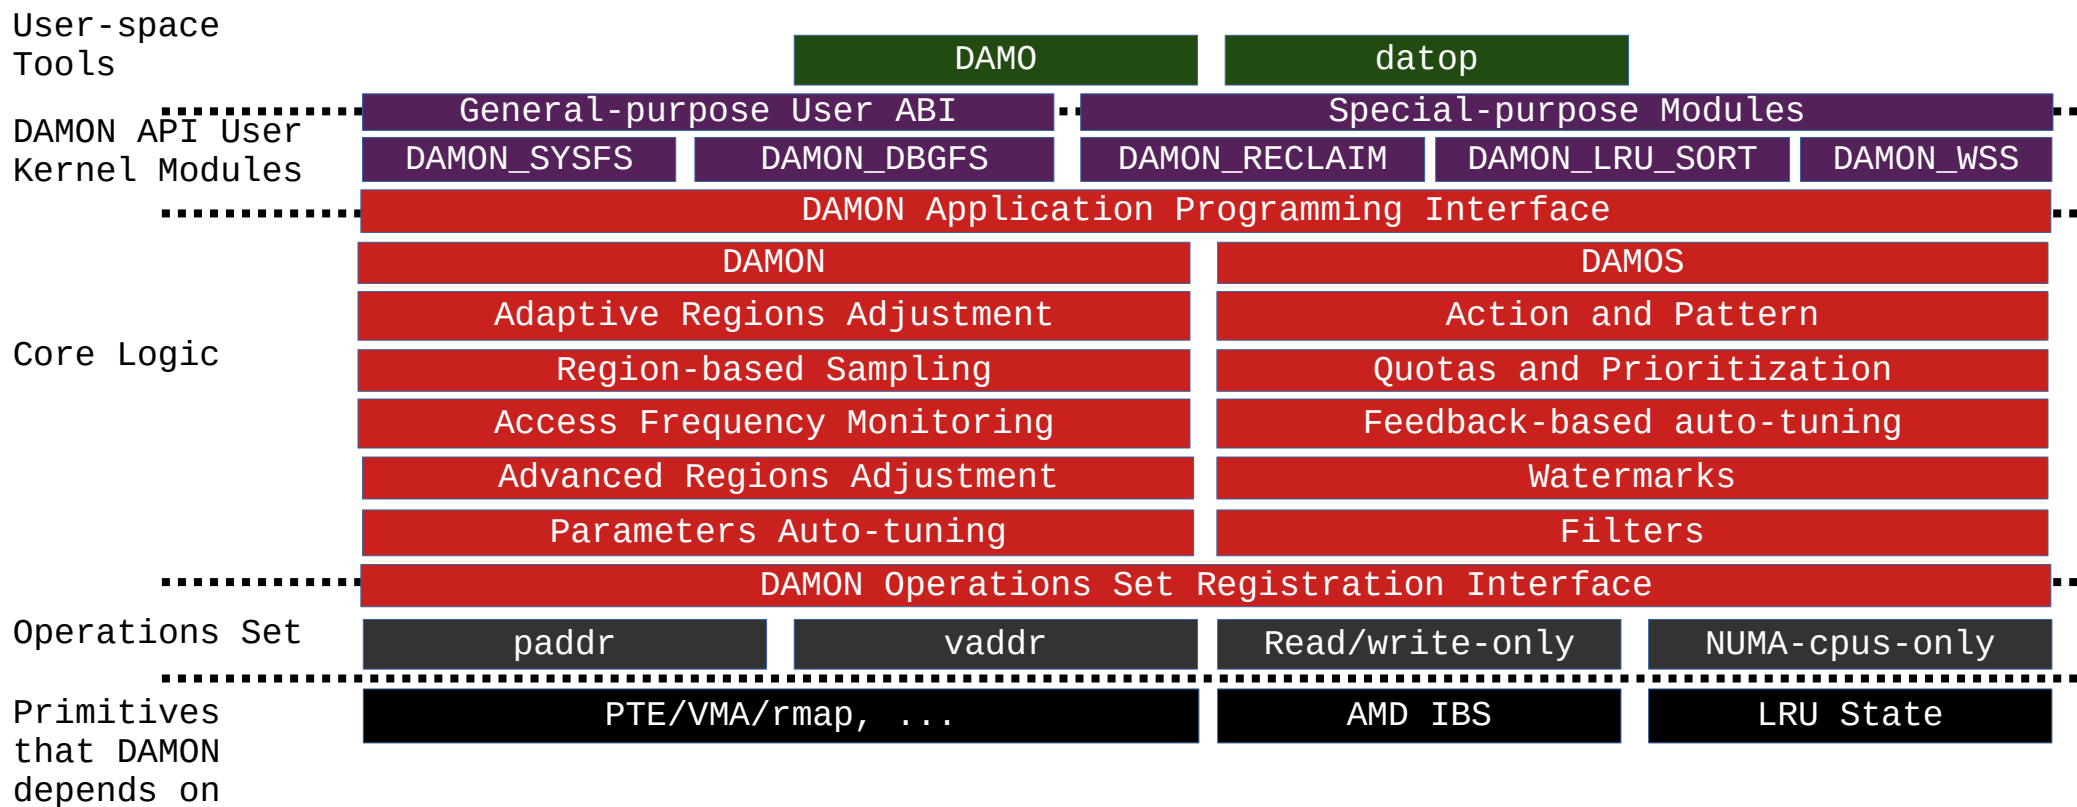 User-space
Tools
DAMO
datop
General-purpose User ABI
Special-purpose Modules
DAMON API User
Kernel Modules
DAMON_SYSFS
DAMON_DBGFS
DAMON_RECLAIM
DAMON_LRU_SORT
DAMON_WSS
DAMON Application Programming Interface
DAMON
DAMOS
Adaptive Regions Adjustment
Action and Pattern
Core Logic
Region-based Sampling
Quotas and Prioritization
Access Frequency Monitoring
Feedback-based auto-tuning
Advanced Regions Adjustment
Watermarks
Parameters Auto-tuning
Filters
DAMON Operations Set Registration Interface
Operations Set
paddr
vaddr
Read/write-only
NUMA-cpus-only
Primitives
that DAMON
depends on
PTE/VMA/rmap, ...
AMD IBS
LRU State